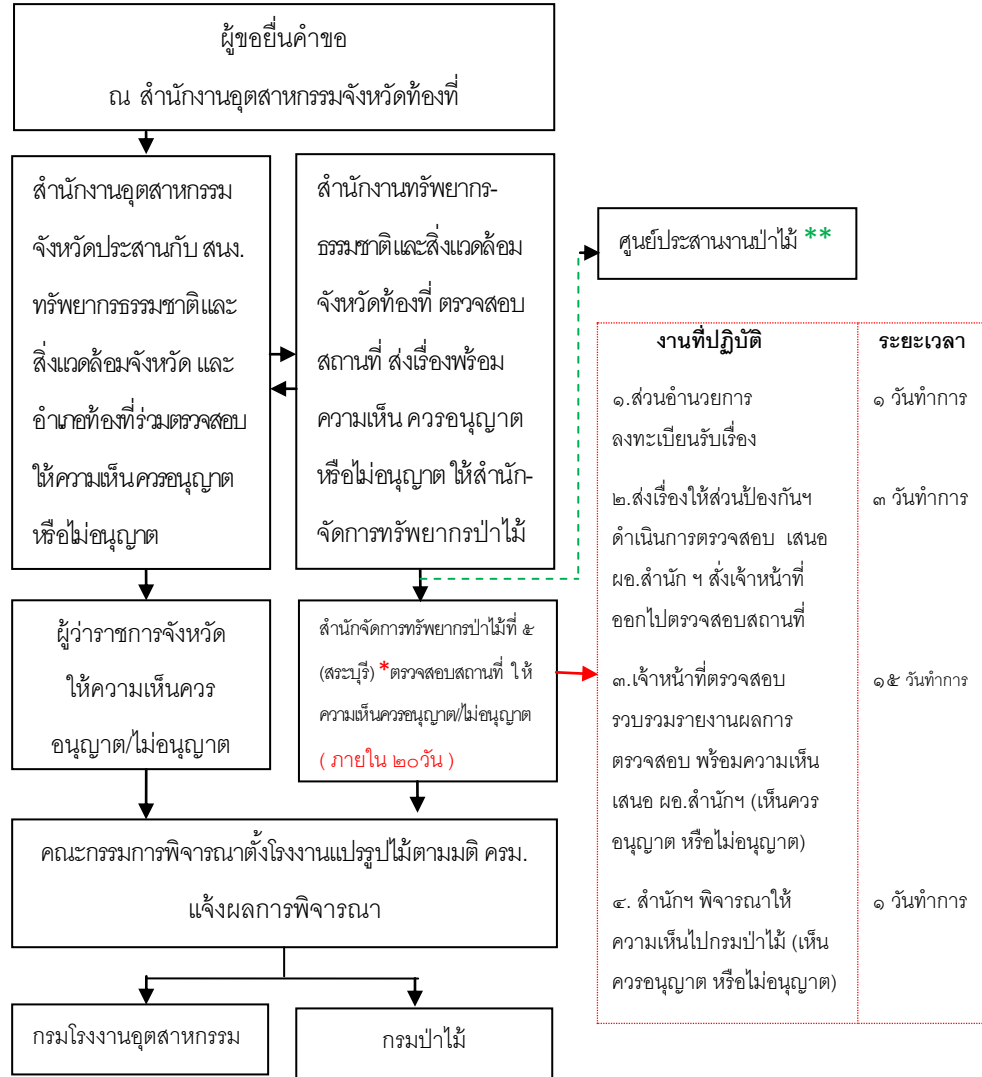 ผู้ขอยื่นคำขอ
ณ สำนักงานอุตสาหกรรมจังหวัดท้องที่
สำนักงานอุตสาหกรรม
จังหวัดประสานกับ สนง.
ทรัพยากรธรรมชาติและ
สิ่งแวดล้อมจังหวัด และ
อำเภอท้องที่ร่วมตรวจสอบ
ให้ความเห็นควรอนุญาต
หรือไม่อนุญาต
สำนักงานทรัพยากร-
ธรรมชาติและสิ่งแวดล้อม
จังหวัดท้องที่ ตรวจสอบ
สถานที่ ส่งเรื่องพร้อม
ความเห็น ควรอนุญาต
หรือไม่อนุญาต ให้สำนัก-
จัดการทรัพยากรป่าไม้
ศูนย์ประสานงานป่าไม้ **
ผู้ว่าราชการจังหวัด
ให้ความเห็นควร
อนุญาต/ไม่อนุญาต
สำนักจัดการทรัพยากรป่าไม้ที่ ๕
(สระบุรี) *ตรวจสอบสถานที่ ให้
ความเห็นควรอนุญาต/ไม่อนุญาต
( ภายใน ๒๐วัน )
คณะกรรมการพิจารณาตั้งโรงงานแปรรูปไม้ตามมติ ครม.
แจ้งผลการพิจารณา
กรมโรงงานอุตสาหกรรม
กรมป่าไม้
งานที่ปฏิบัติ ระยะเวลา
๑.ส่วนอำนวยการ ๑ วันทำการ
ลงทะเบียนรับเรื่อง
๒.ส่งเรื่องให้ส่วนป้องกันฯ ๓ วันทำการ
ดำเนินการตรวจสอบ เสนอ
ผอ.สำนัก ฯ สั่งเจ้าหน้าที่
ออกไปตรวจสอบสถานที่
๓.เจ้าหน้าที่ตรวจสอบ ๑๕ วันทำการ
รวบรวมรายงานผลการ
ตรวจสอบ พร้อมความเห็น
เสนอ ผอ.สำนักฯ (เห็นควร
อนุญาต หรือไม่อนุญาต)
๔. สำนักฯ พิจารณาให้ ๑ วันทำการ
ความเห็นไปกรมป่าไม้ (เห็น
ควรอนุญาต หรือไม่อนุญาต)